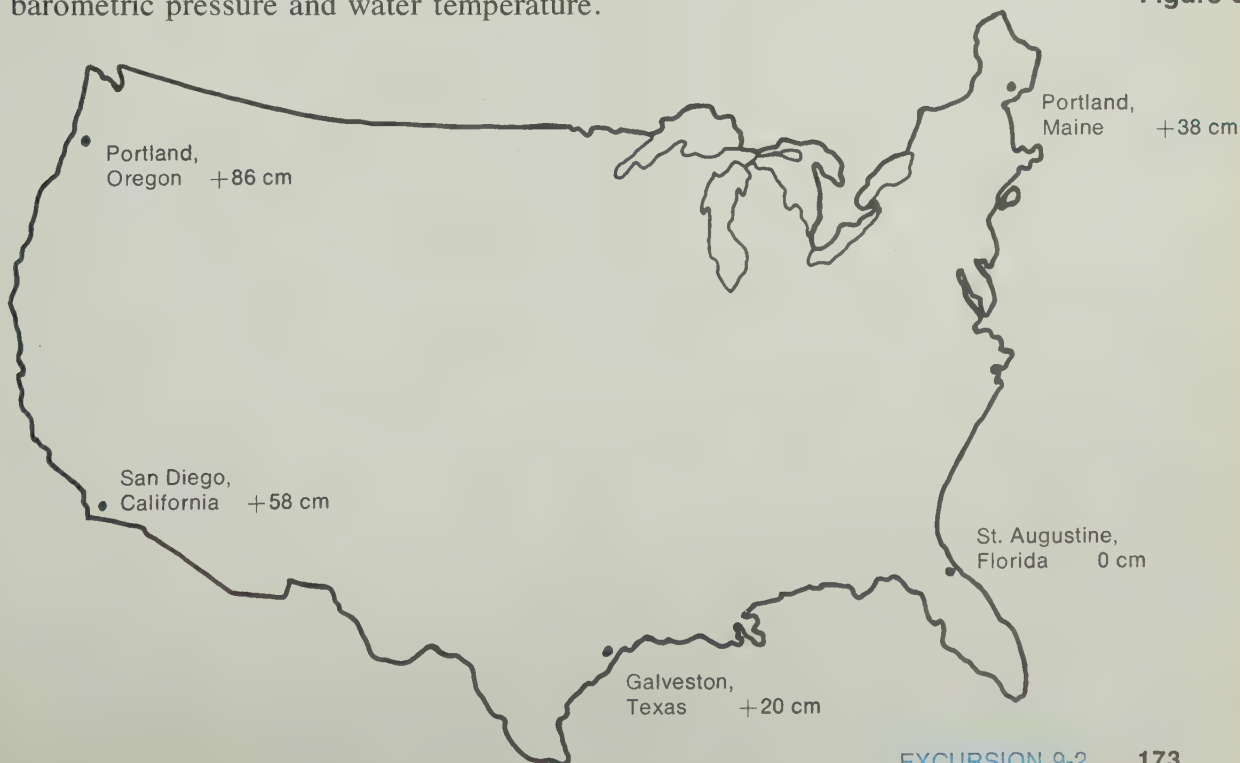 barometric pressure and water temperature.
Figure
Portland,
Maine +38 cm
Portland,
Oregon +86 cm
San Diego,
California +58 cm
St. Augustine,
Florida 0 cm
Galveston,
Texas +20 cm
EXCURSION 9-2 173